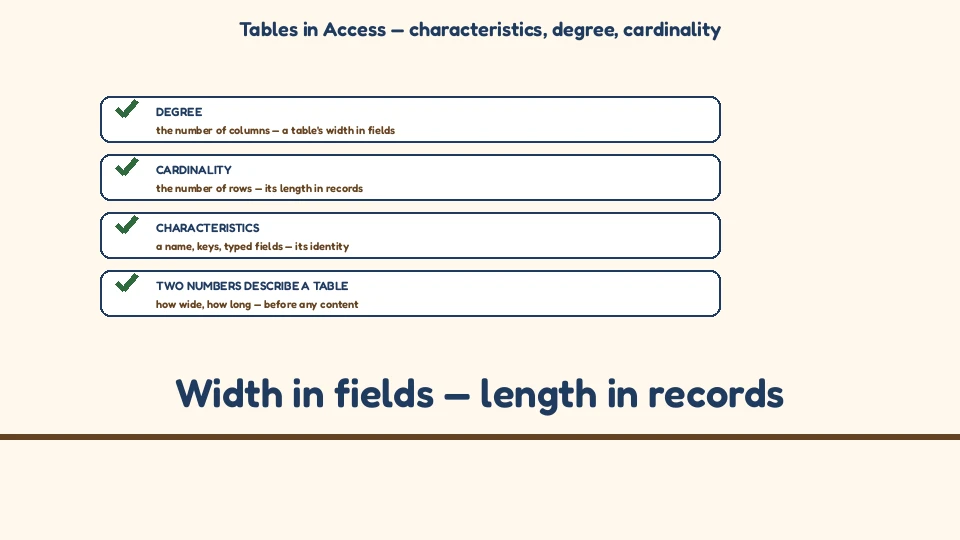 Tables in Access — characteristics, degree, cardinality
DEGREE
the number of columns — a table's width in fields
CARDINALITY
the number of rows — its length in records
CHARACTERISTICS
a name, keys, typed fields — its identity
TWO NUMBERS DESCRIBE A TABLE
how wide, how long — before any content
Width in fields — length in records